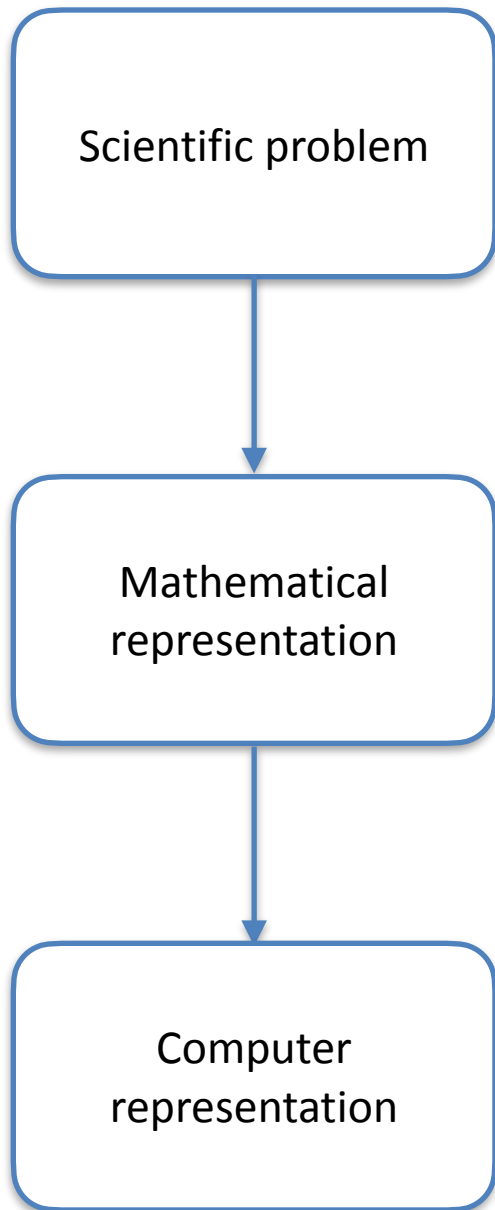 Scientific problem
Mathematical
representation
Computer
representation